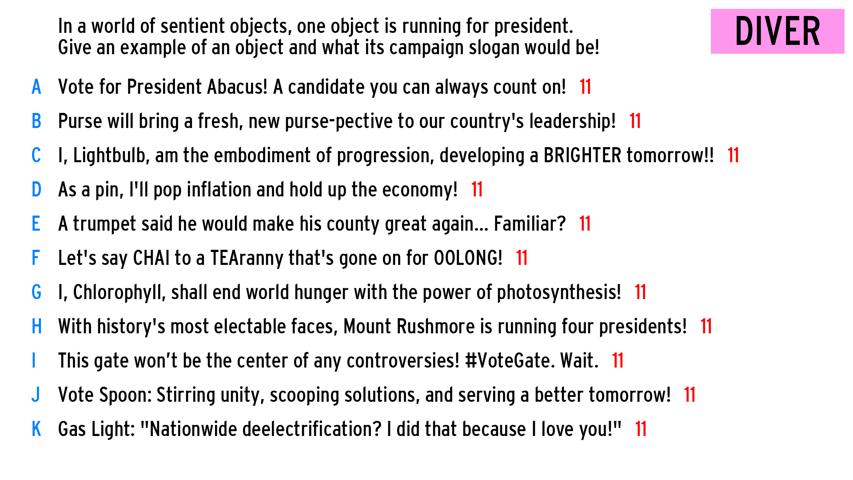 In a world of sentient objects, one object is running for president.
Give an example of an object and what its campaign slogan would be!
DIVER
A Vote for President Abacus! A candidate you can always count on! 11
B Purse will bring a fresh, new purse-pective to our country's leadership! 11
C I, Lightbulb, am the embodiment of progression, developing a BRIGHTER tomorrow!! 11
D As a pin, I'll pop inflation and hold up the economy! 11
E A trumpet said he would make his county great again... Familiar? 11
F Let's say CHAI to a TEAranny that's gone on for OOLONG! 11
G I, Chlorophyll, shall end world hunger with the power of photosynthesis! 11
H With history's most electable faces, Mount Rushmore is running four presidents! 11
I This gate won’t be the center of any controversies! #VoteGate. Wait. 11
J Vote Spoon: Stirring unity, scooping solutions, and serving a better tomorrow! 11
K Gas Light: "Nationwide deelectrification? I did that because I love you!" 11